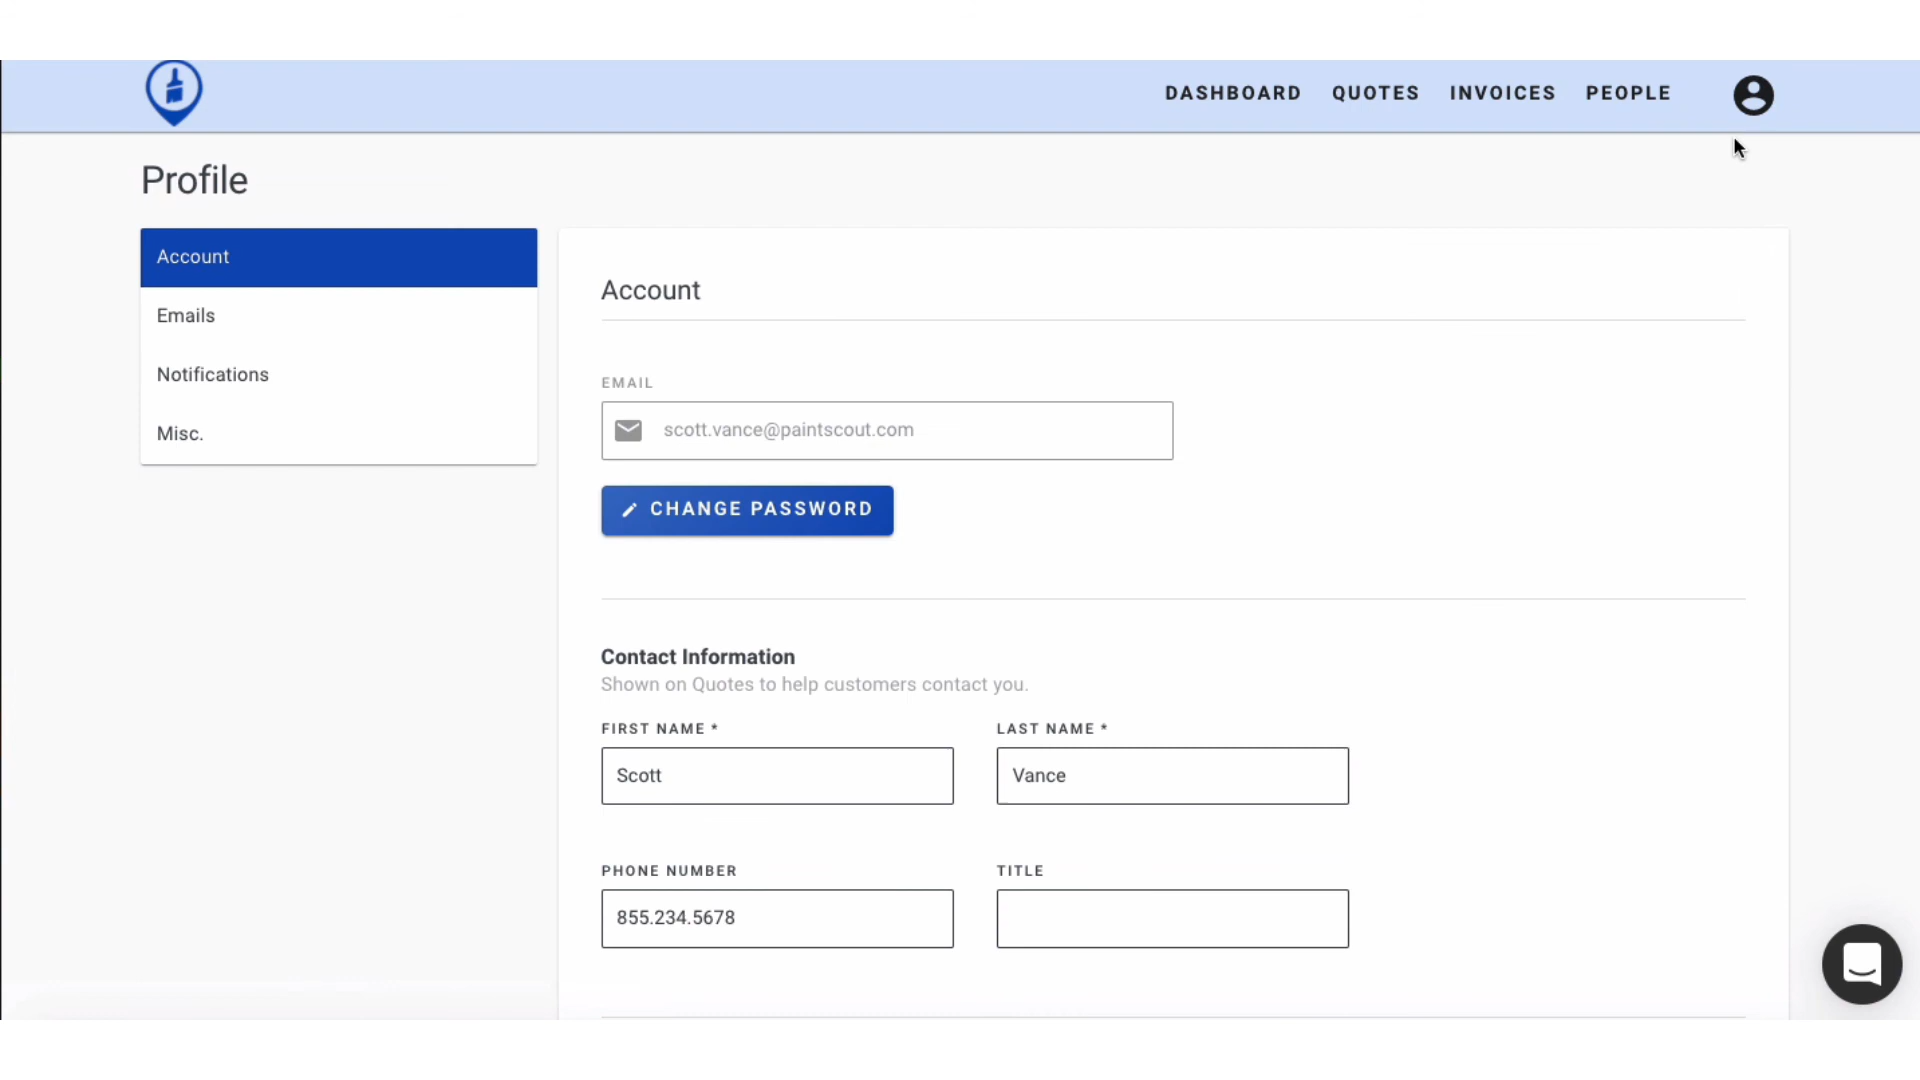 DASHBOARD QUOTES INVOICES PEOPLE
Profile
Account
Emails
Notifications
Misc.
Account
EMAIL
scott.vance@paintscout.com
CHANGE PASSWORD
Contact Information
Shown on Quotes to help customers contact you.
FIRST NAME * LAST NAME *
Scott Vance
PHONE NUMBER TITLE
855.234.5678